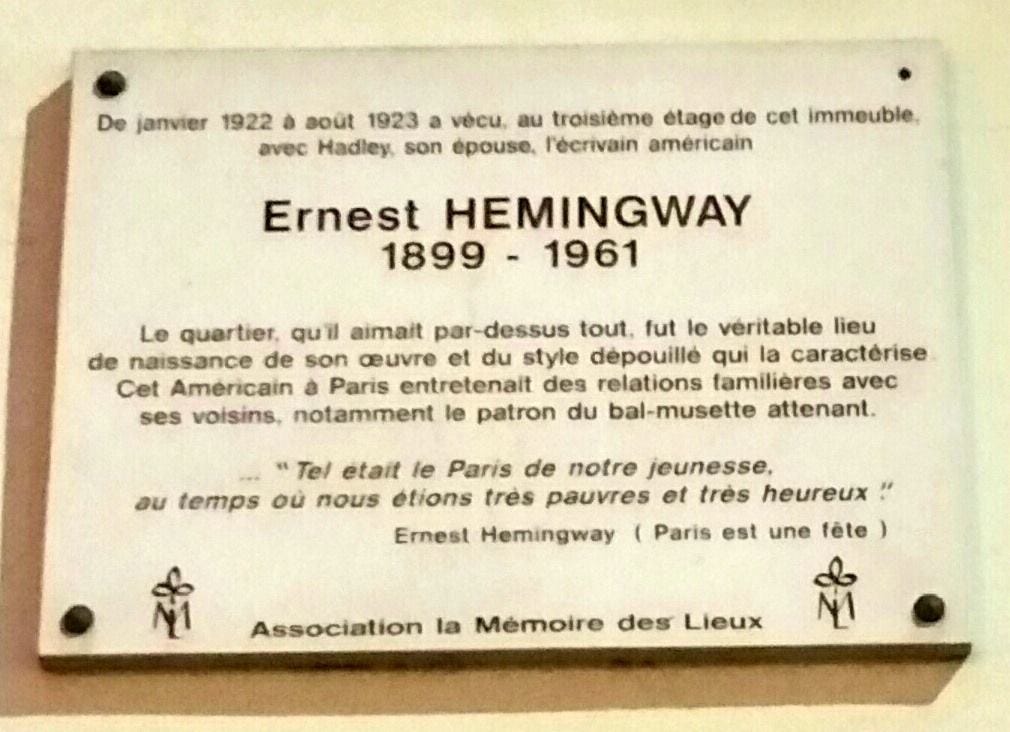 De janvier 1922 à août 1923 a vécu, au troisième étage de cet immeuble,
avec Hadley, son épouse, l'écrivain américain
Ernest HEMINGWAY
1899 - 1961
Le quartier, qu'il aimait par-dessus tout, fut le véritable lieu
de naissance de son œuvre et du style dépouillé qui la caractérise.
Cet Américain à Paris entretenait des relations familières avec
ses voisins, notamment le patron du bal-musette attenant.
... " Tel était le Paris de notre jeunesse,
au temps où nous étions très pauvres et très heureux ."
Ernest Hemingway ( Paris est une fête )
Association la Mémoire des Lieux